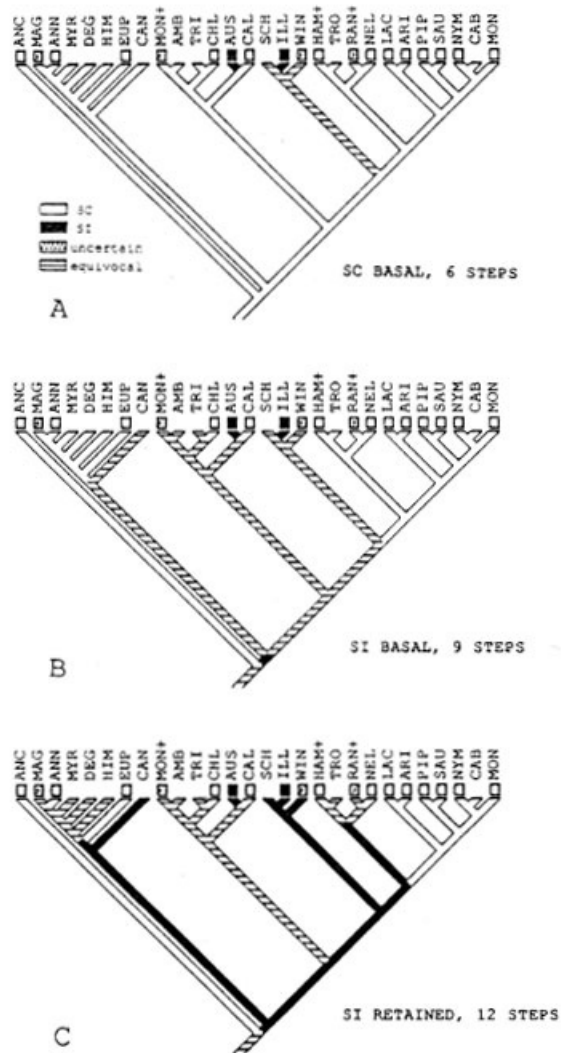 ANC MAG ANN MYR DEG HIM EUP CAN MON+ AMB TRI CHL AUS CAL SCH ILL WIN HAM+ TRO RAN+ NEL LAC ARI PIP SAU NYM CAB MON
SC
SI
uncertain
equivocal
SC BASAL, 6 STEPS
A
ANC MAG ANN MYR DEG HIM EUP CAN MON+ AMB TRI CHL AUS CAL SCH ILL WIN HAM+ TRO RAN+ NEL LAC ARI PIP SAU NYM CAB MON
SI BASAL, 9 STEPS
B
ANC MAG ANN MYR DEG HIM EUP CAN MON+ AMB TRI CHL AUS CAL SCH ILL WIN HAM+ TRO RAN+ NEL LAC ARI PIP SAU NYM CAB MON
SI RETAINED, 12 STEPS
C